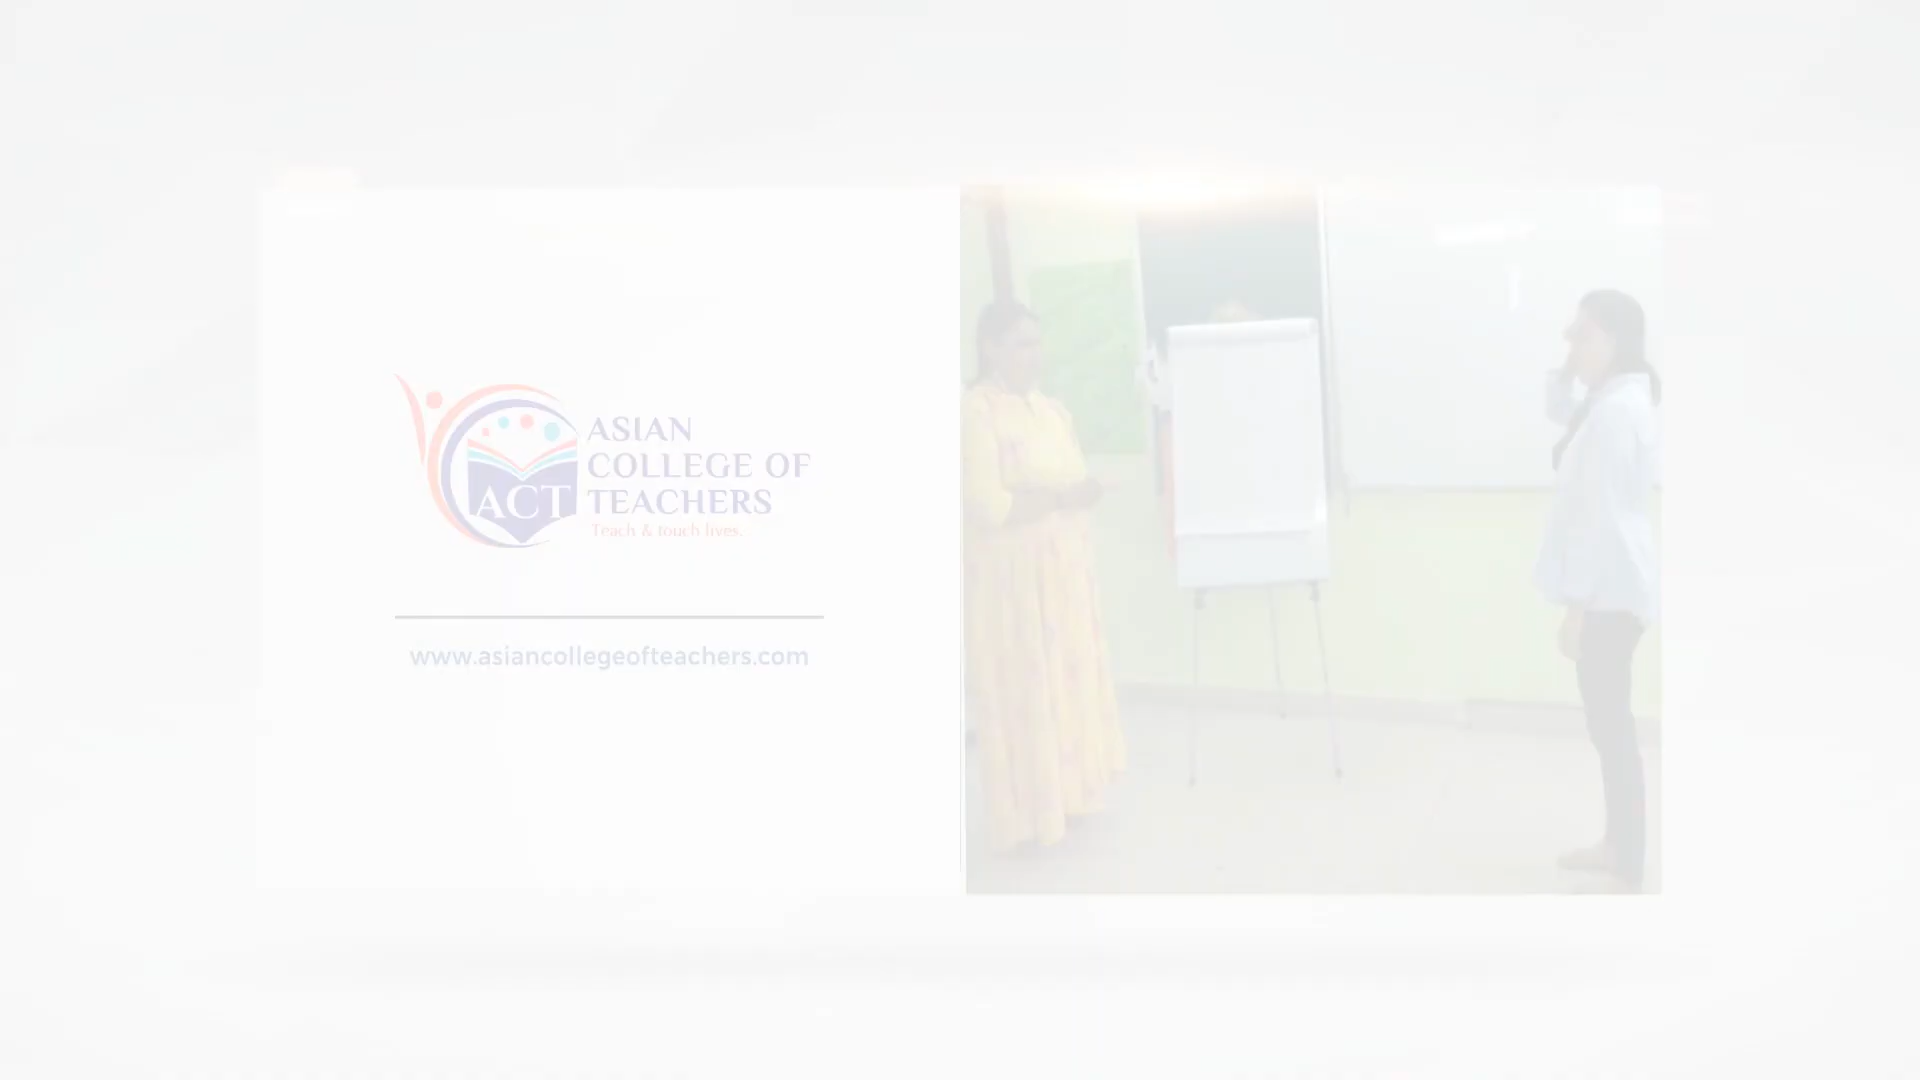 ACT
ASIAN
COLLEGE OF
TEACHERS
Teach & touch lives.
www.asiancollegeofteachers.com